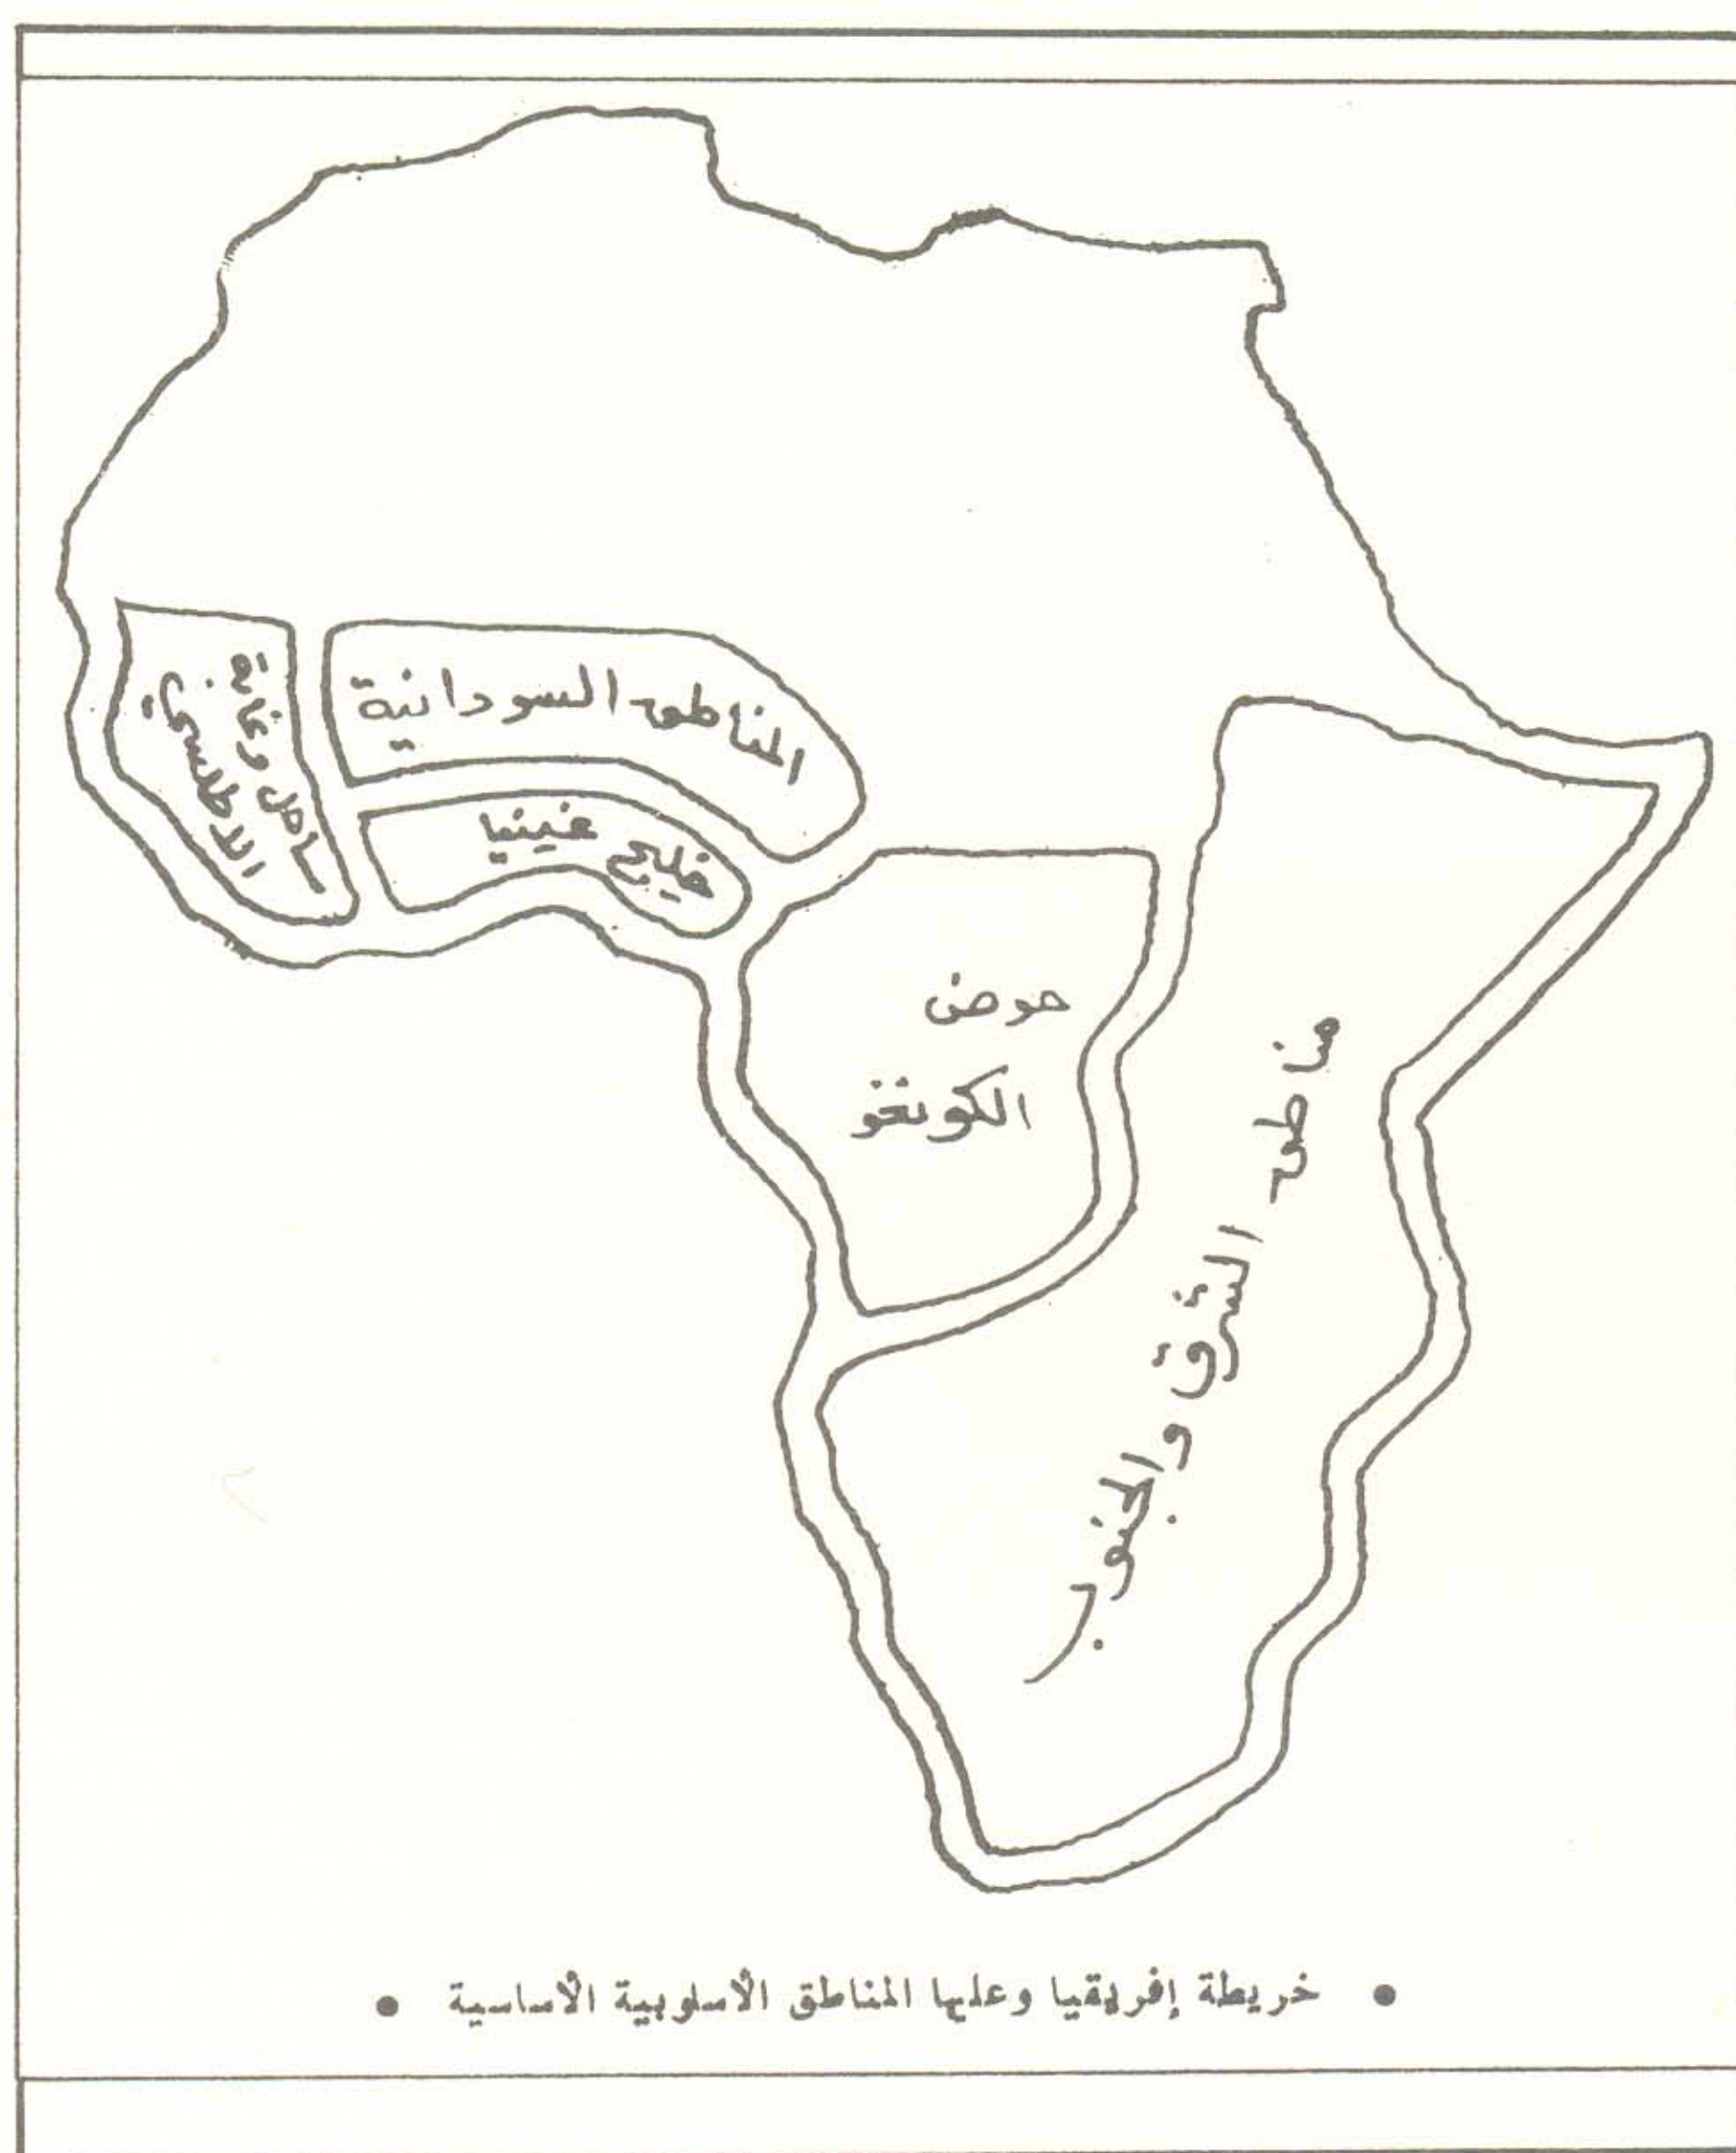 المناطق السودانية
خليج غينيا
ساحل وغابة
الاطلسي
حوض
الكونغو
مناطق الشرق والجنوب
• خريطة إفريقيا وعليها المناطق الأسلوبية الأساسية •